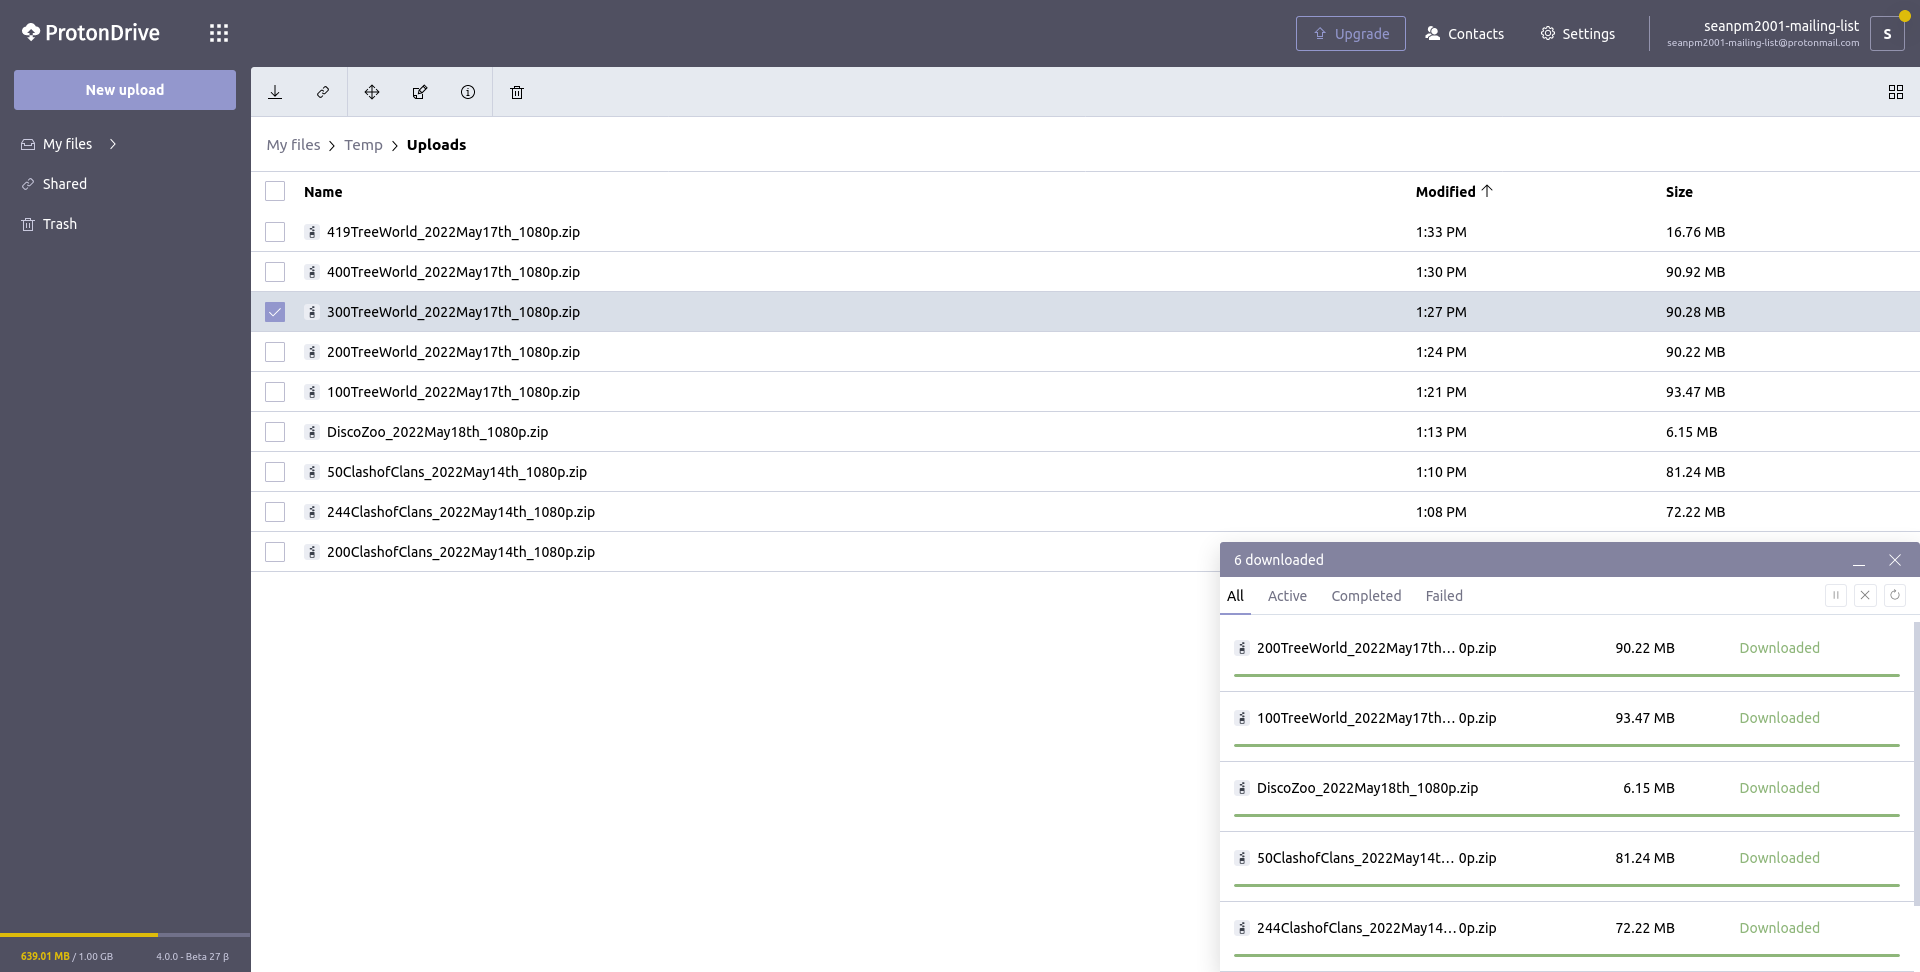 ProtonDrive
Upgrade
Contacts
Settings
seanpm2001-mailing-list
seanpm2001-mailing-list@protonmail.com
S
New upload
My files
Shared
Trash
My files > Temp > Uploads
Name Modified Size
419TreeWorld_2022May17th_1080p.zip 1:33 PM 16.76 MB
400TreeWorld_2022May17th_1080p.zip 1:30 PM 90.92 MB
300TreeWorld_2022May17th_1080p.zip 1:27 PM 90.28 MB
200TreeWorld_2022May17th_1080p.zip 1:24 PM 90.22 MB
100TreeWorld_2022May17th_1080p.zip 1:21 PM 93.47 MB
DiscoZoo_2022May18th_1080p.zip 1:13 PM 6.15 MB
50ClashofClans_2022May14th_1080p.zip 1:10 PM 81.24 MB
244ClashofClans_2022May14th_1080p.zip 1:08 PM 72.22 MB
200ClashofClans_2022May14th_1080p.zip
6 downloaded
All Active Completed Failed
200TreeWorld_2022May17th... 0p.zip 90.22 MB Downloaded
100TreeWorld_2022May17th... 0p.zip 93.47 MB Downloaded
DiscoZoo_2022May18th_1080p.zip 6.15 MB Downloaded
50ClashofClans_2022May14t... 0p.zip 81.24 MB Downloaded
244ClashofClans_2022May14... 0p.zip 72.22 MB Downloaded
639.01 MB / 1.00 GB 4.0.0 - Beta 27 β